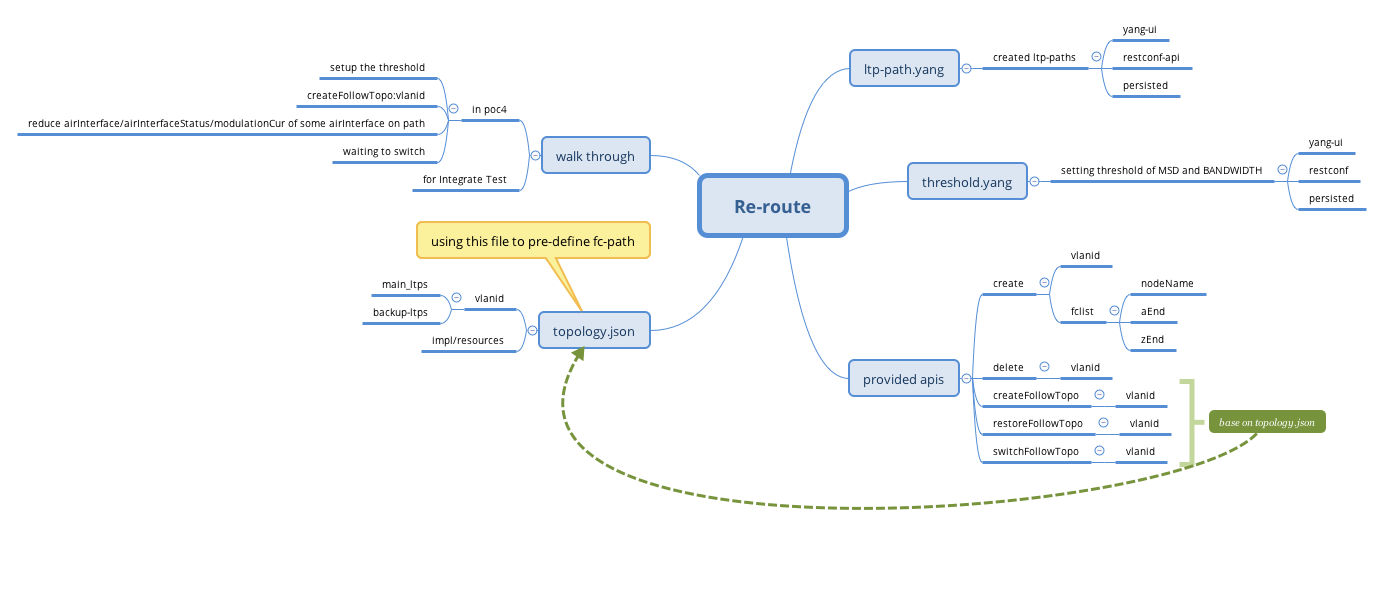 Re-route
ltp-path.yang
created ltp-paths
yang-ui
restconf-api
persisted
threshold.yang
setting threshold of MSD and BANDWIDTH
yang-ui
restconf
persisted
provided apis
create
vlanid
fclist
nodeName
aEnd
zEnd
delete
vlanid
createFollowTopo
vlanid
restoreFollowTopo
vlanid
switchFollowTopo
vlanid
base on topology.json
walk through
in poc4
setup the threshold
createFollowTopo:vlanid
reduce airInterface/airInterfaceStatus/modulationCur of some airInterface on path
waiting to switch
for Integrate Test
using this file to pre-define fc-path
topology.json
vlanid
main_ltps
backup-ltps
impl/resources